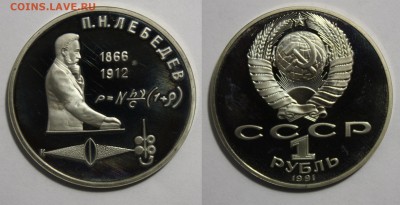 COINS.LAVE.RU
П.Н.ЛЕБЕДЕВ
1866
1912
p=N hν/c (1+ρ)
СССР
1
РУБЛЬ
1991